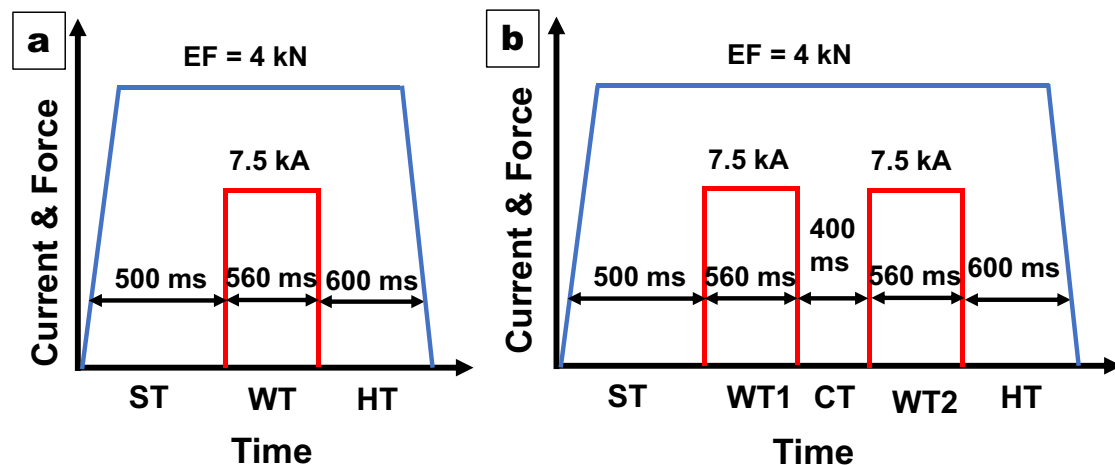 a
EF = 4 kN
7.5 kA
500 ms
560 ms
600 ms
ST
WT
HT
Time
Current & Force
b
EF = 4 kN
7.5 kA
7.5 kA
400
ms
500 ms
560 ms
560 ms
600 ms
ST
WT1
CT
WT2
HT
Time
Current & Force